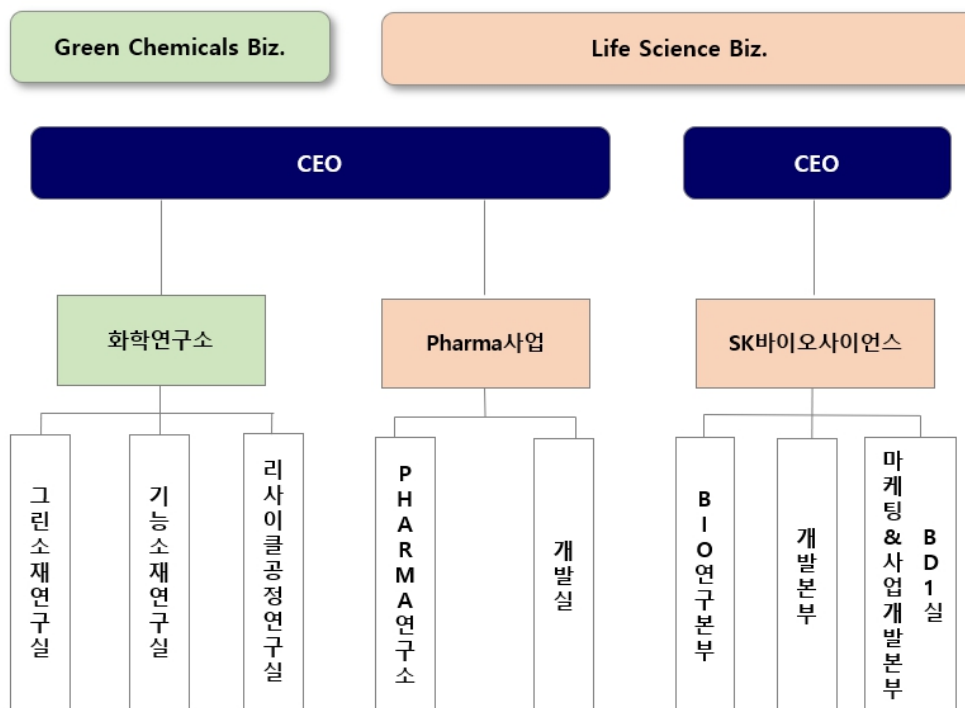 Green Chemicals Biz.
Life Science Biz.
CEO
CEO
화학연구소
Pharma사업
SK바이오사이언스
그린소재연구실
기능소재연구실
리사이클공정연구실
PHARMA연구소
개발실
BIO연구본부
개발본부
마케팅&사업개발본부
BD1실